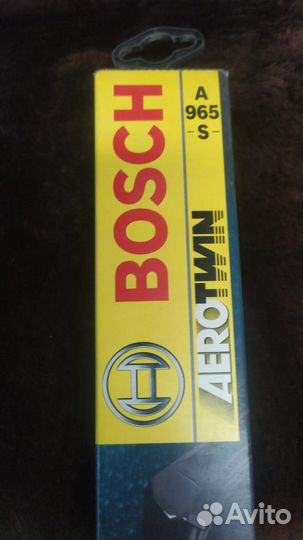 A
965
-S-
BOSCH
AEROTWIN
Avito